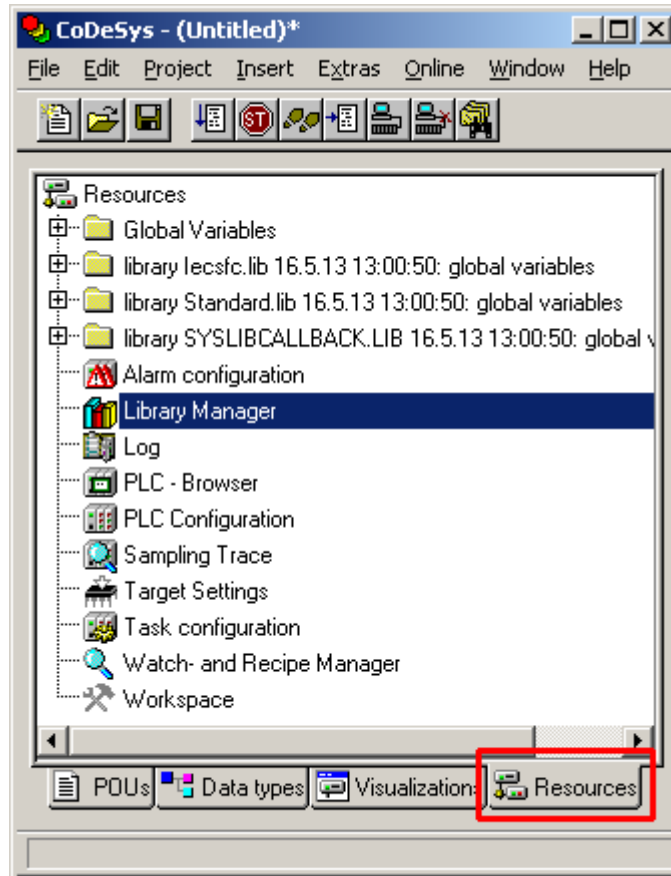 CoDeSys - (Untitled)*
File Edit Project Insert Extras Online Window Help
ST
Resources
Global Variables
library Iecsfc.lib 16.5.13 13:00:50: global variables
library Standard.lib 16.5.13 13:00:50: global variables
library SYSLIBCALLBACK.LIB 16.5.13 13:00:50: global v
Alarm configuration
Library Manager
Log
PLC - Browser
PLC Configuration
Sampling Trace
Target Settings
Task configuration
Watch- and Recipe Manager
Workspace
POUs Data types Visualizations Resources